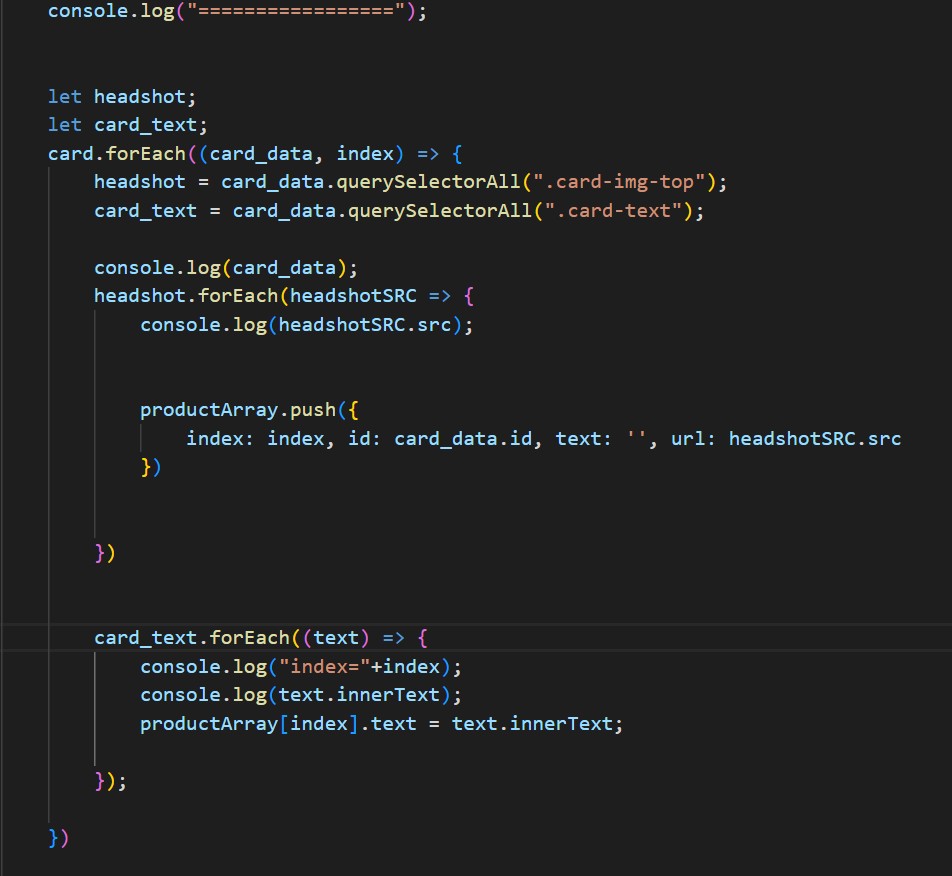 console.log("=================");
let headshot;
let card_text;
card.forEach((card_data, index) => {
headshot = card_data.querySelectorAll(".card-img-top");
card_text = card_data.querySelectorAll(".card-text");
console.log(card_data);
headshot.forEach(headshotSRC => {
console.log(headshotSRC.src);
productArray.push({
index: index, id: card_data.id, text: '', url: headshotSRC.src
})
})
card_text.forEach((text) => {
console.log("index="+index);
console.log(text.innerText);
productArray[index].text = text.innerText;
});
})